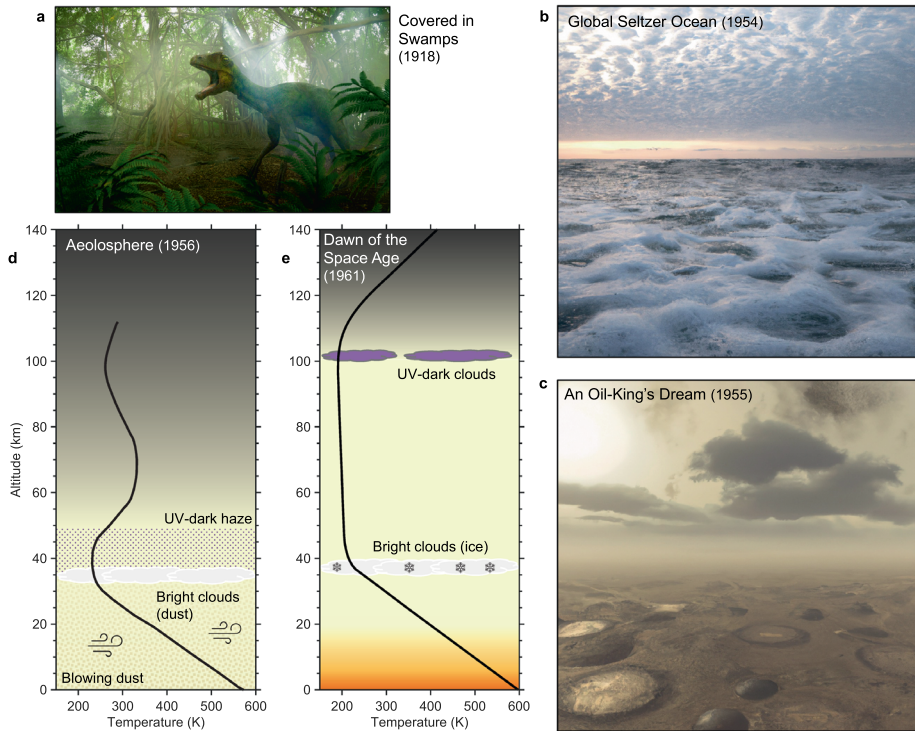 a
Covered in
Swamps
(1918)
b
Global Seltzer Ocean (1954)
c
An Oil-King's Dream (1955)
d
Aeolosphere (1956)
140
120
100
80
60
40
20
0
Altitude (km)
UV-dark haze
Bright clouds
(dust)
Blowing dust
200 300 400 500 600
Temperature (K)
e
Dawn of the
Space Age
(1961)
140
120
100
80
60
40
20
0
UV-dark clouds
Bright clouds (ice)
200 300 400 500 600
Temperature (K)